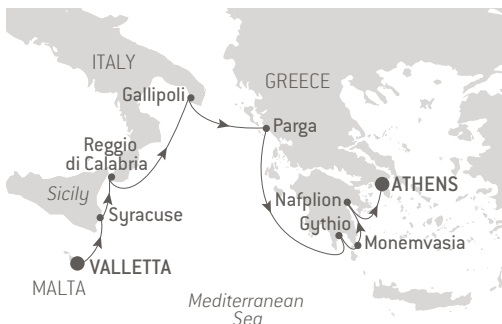 ITALY
GREECE
Gallipoli
Parga
Reggio
di Calabria
Sicily
Syracuse
ATHENS
Nafplion
Gythio
Monemvasia
VALLETTA
MALTA
Mediterranean
Sea